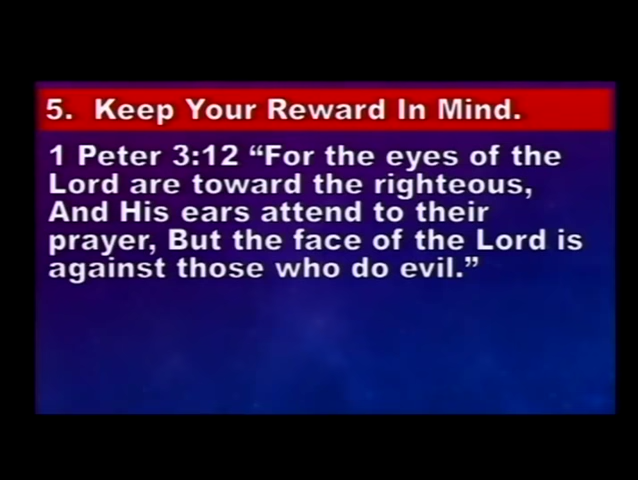 5. Keep Your Reward In Mind.
1 Peter 3:12 “For the eyes of the
Lord are toward the righteous,
And His ears attend to their
prayer, But the face of the Lord is
against those who do evil.”